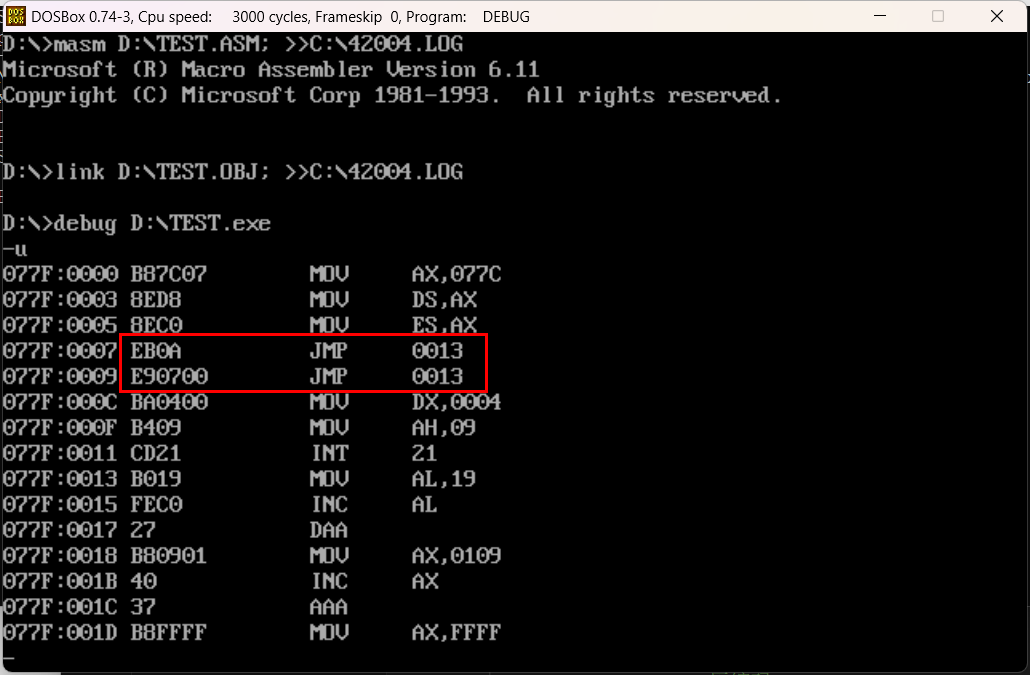 DOSBox 0.74-3, Cpu speed: 3000 cycles, Frameskip 0, Program: DEBUG
D:\>masm D:\TEST.ASM; >>C:\42004.LOG
Microsoft (R) Macro Assembler Version 6.11
Copyright (C) Microsoft Corp 1981-1993. All rights reserved.
D:\>link D:\TEST.OBJ; >>C:\42004.LOG
D:\>debug D:\TEST.exe
-u
077F:0000 B87C07 MOV AX,077C
077F:0003 8ED8 MOV DS,AX
077F:0005 8EC0 MOV ES,AX
077F:0007 EB0A JMP 0013
077F:0009 E90700 JMP 0013
077F:000C BA0400 MOV DX,0004
077F:000F B409 MOV AH,09
077F:0011 CD21 INT 21
077F:0013 B019 MOV AL,19
077F:0015 FEC0 INC AL
077F:0017 27 DAA
077F:0018 B80901 MOV AX,0109
077F:001B 40 INC AX
077F:001C 37 AAA
077F:001D B8FFFF MOV AX,FFFF
-